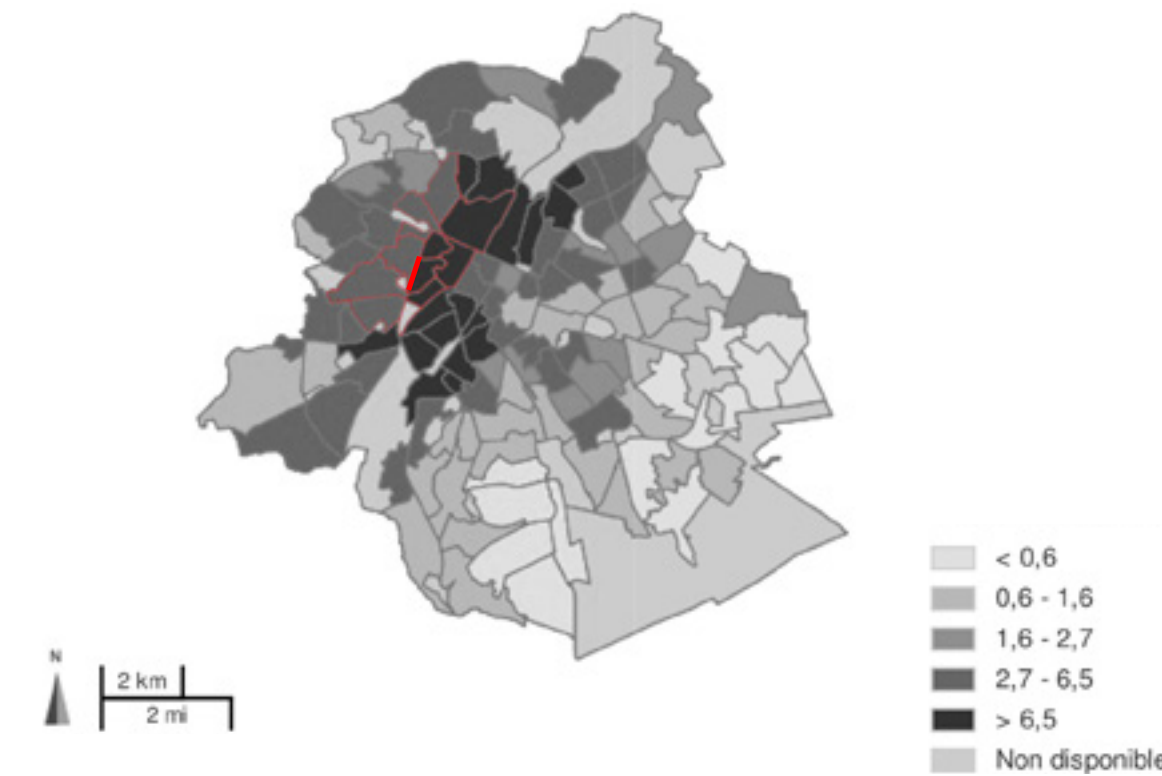 N
2 km
2 mi
< 0,6
0,6 - 1,6
1,6 - 2,7
2,7 - 6,5
> 6,5
Non disponible